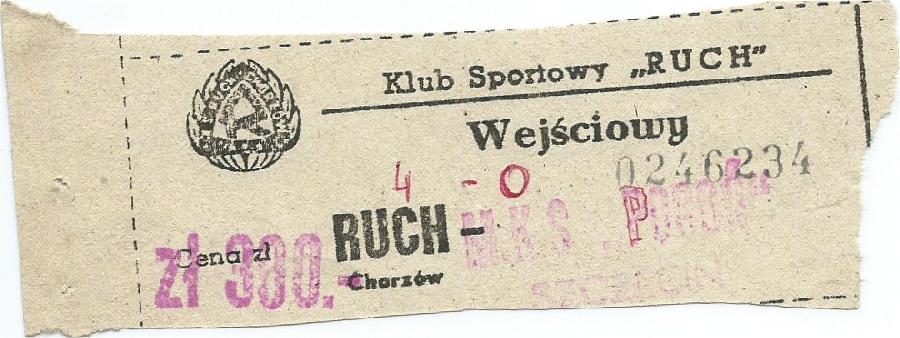 Klub Sportowy „RUCH”
Wejściowy
0246234
4 - 0
RUCH - M.K.S. „POGOŃ”
Chorzów
SZCZECIN
Cena zł
zł 380.-